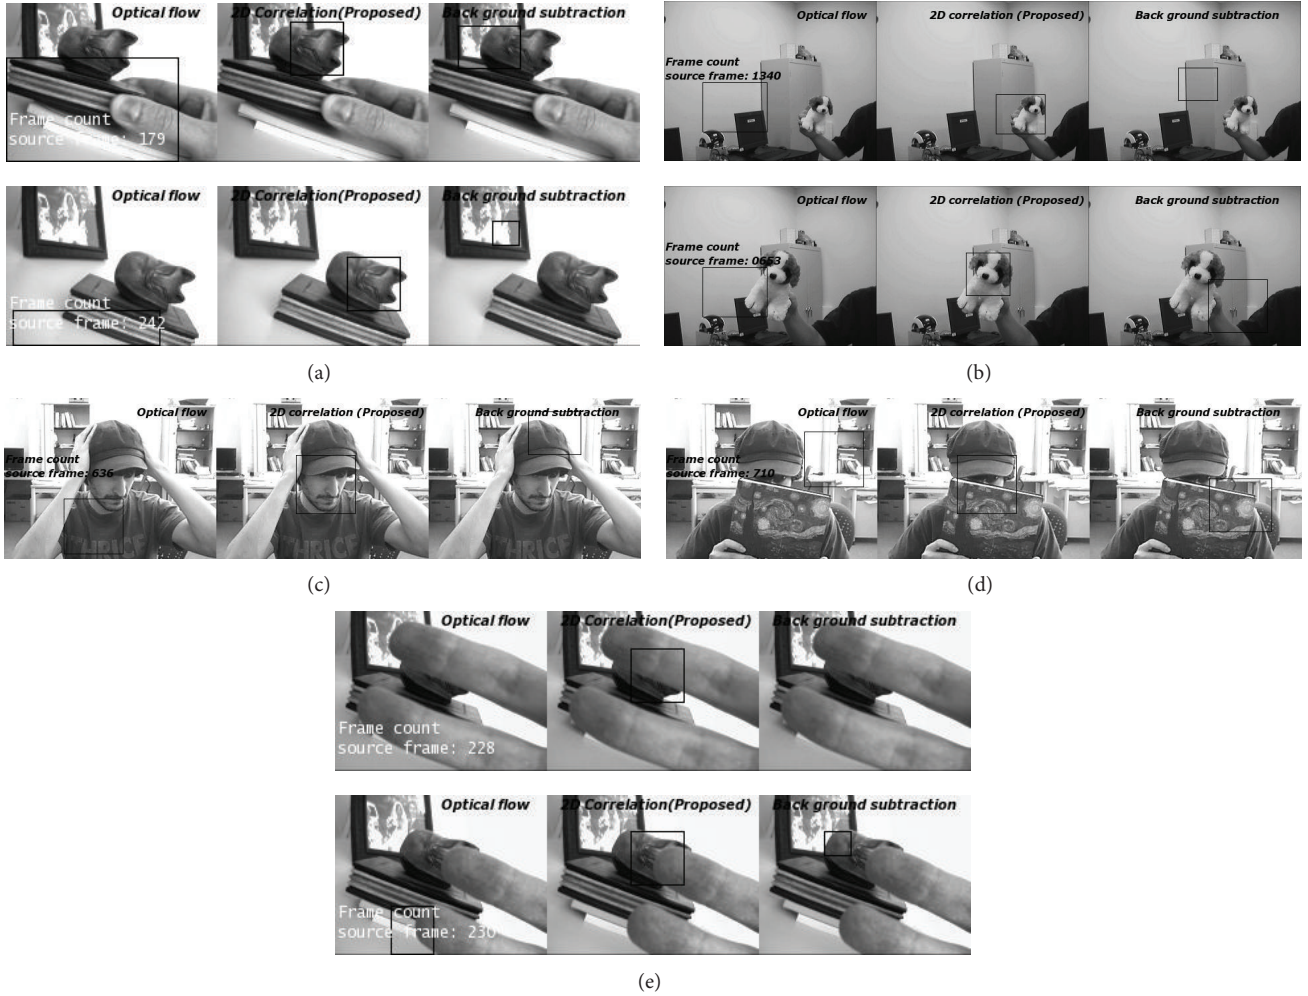 Optical flow 2D Correlation(Proposed) Back ground subtraction
Frame count
source frame: 179
Optical flow 2D correlation (Proposed) Back ground subtraction
Frame count
source frame: 1340
Optical flow 2D Correlation(Proposed) Back ground subtraction
Frame count
source frame: 242
Optical flow 2D correlation (Proposed) Back ground subtraction
Frame count
source frame: 0653
(a)
(b)
Optical flow 2D correlation (Proposed) Back ground subtraction
Frame count
source frame: 636
THRICE
THRICE
THRICE
Optical flow 2D correlation (Proposed) Back ground subtraction
Frame count
source frame: 710
(c)
(d)
Optical flow 2D Correlation(Proposed) Back ground subtraction
Frame count
source frame: 228
Optical flow 2D Correlation(Proposed) Back ground subtraction
Frame count
source frame: 230
(e)